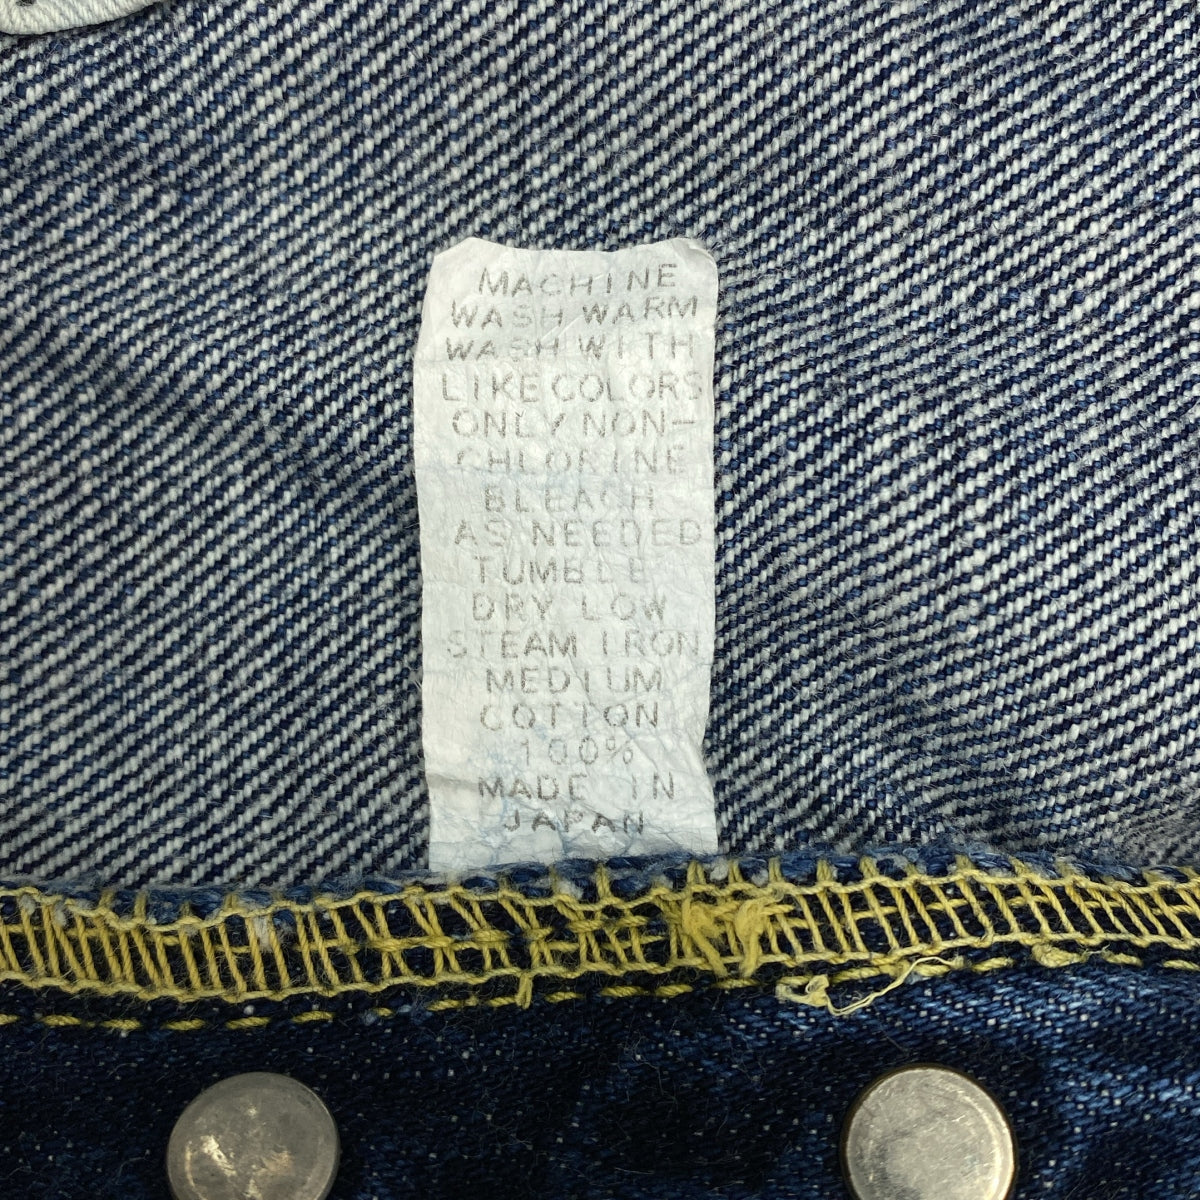 MACHINE
WASH WARM
WASH WITH
LIKE COLORS
ONLY NON-
CHLORINE
BLEACH
AS NEEDED
TUMBLE
DRY LOW
STEAM IRON
MEDIUM
COTTON
100%
MADE IN
JAPAN